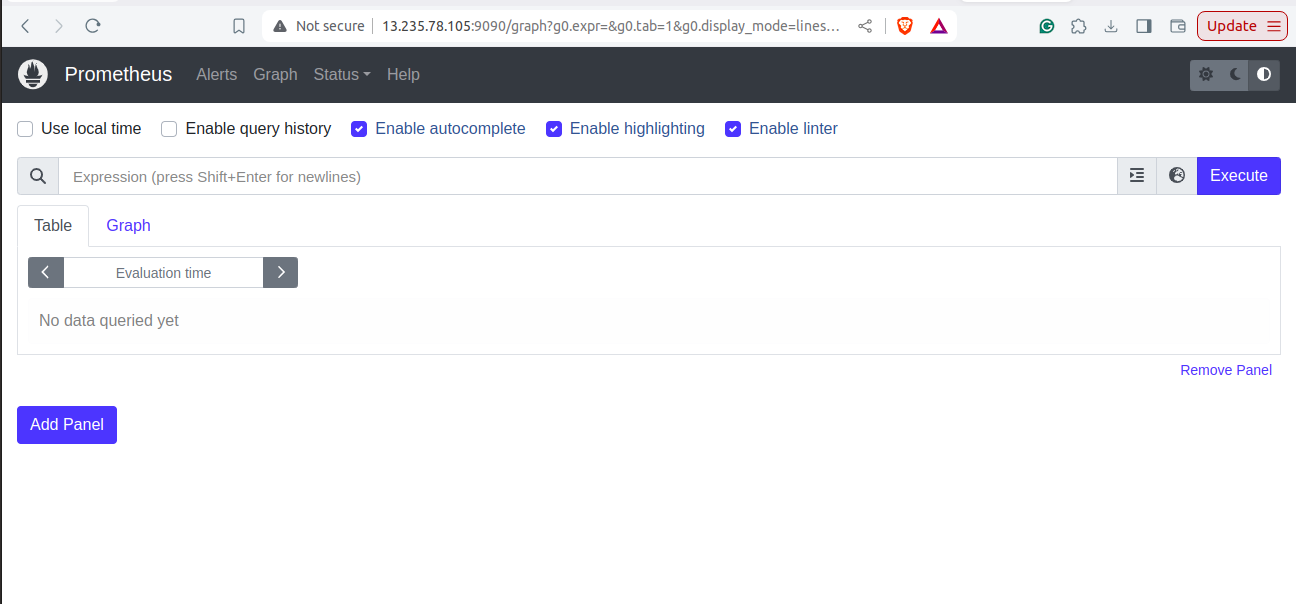 Not secure 13.235.78.105:9090/graph?g0.expr=&g0.tab=1&g0.display_mode=lines... Update
Prometheus Alerts Graph Status Help
Use local time Enable query history Enable autocomplete Enable highlighting Enable linter
Expression (press Shift+Enter for newlines) Execute
Table Graph
Evaluation time
No data queried yet
Remove Panel
Add Panel